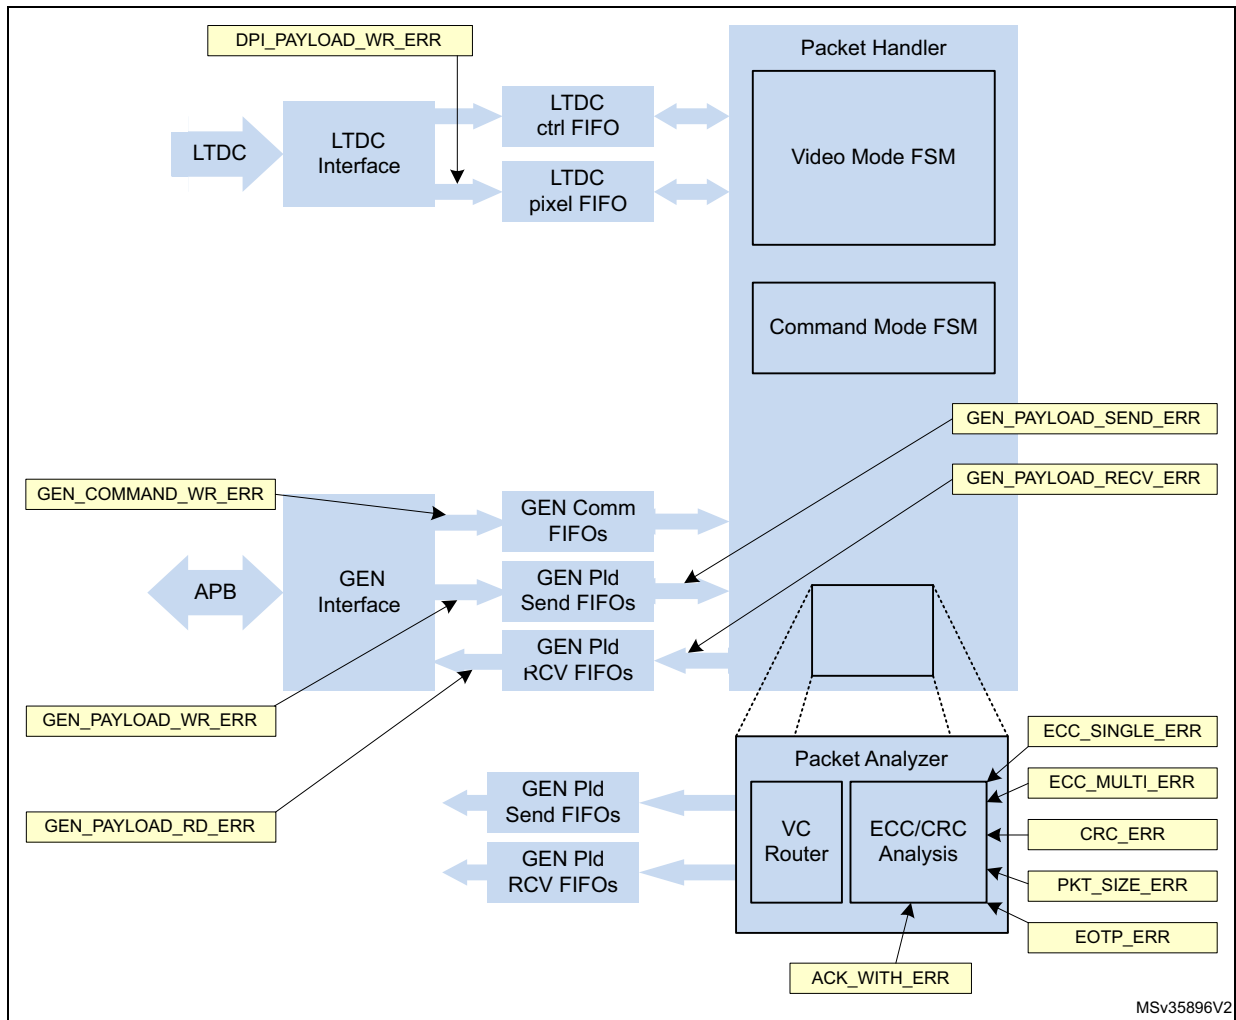 DPI_PAYLOAD_WR_ERR
Packet Handler
LTDC
LTDC
Interface
LTDC
ctrl FIFO
LTDC
pixel FIFO
Video Mode FSM
Command Mode FSM
GEN_PAYLOAD_SEND_ERR
GEN_PAYLOAD_RECV_ERR
GEN_COMMAND_WR_ERR
APB
GEN
Interface
GEN Comm
FIFOs
GEN Pld
Send FIFOs
GEN Pld
RCV FIFOs
GEN_PAYLOAD_WR_ERR
GEN_PAYLOAD_RD_ERR
Packet Analyzer
GEN Pld
Send FIFOs
GEN Pld
RCV FIFOs
VC
Router
ECC/CRC
Analysis
ECC_SINGLE_ERR
ECC_MULTI_ERR
CRC_ERR
PKT_SIZE_ERR
EOTP_ERR
ACK_WITH_ERR
MSv35896V2